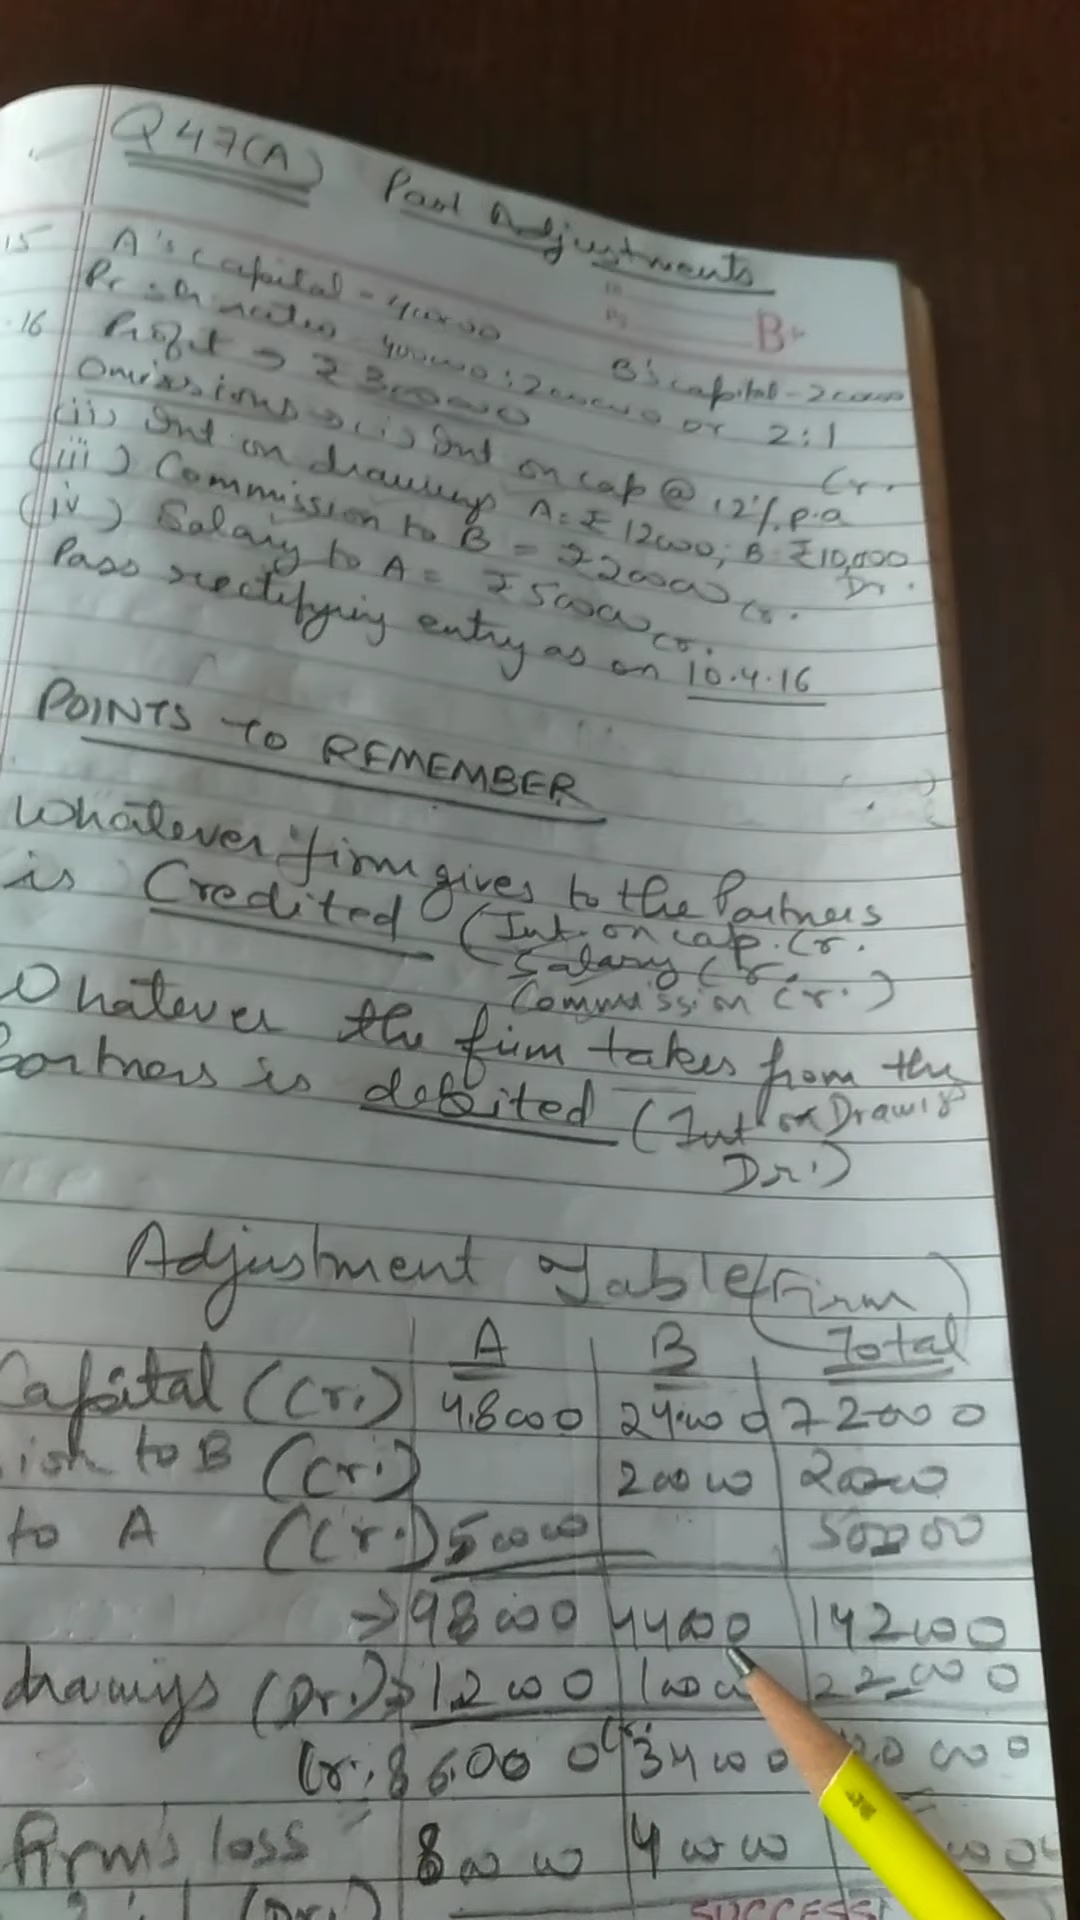 Q 47(A) Past Adjustments
15 A's capital - 400000 B's capital - 200000
Pr. Sh. ratio 400000 : 200000 or 2:1
.16 Profit → ₹ 300000
Omissions → (i) Int on cap @ 12% p.a Cr.
(ii) Int on drawings A = ₹ 12000; B ₹10,000 Dr.
(iii) Commission to B = ₹20000 Cr.
(iv) Salary to A = ₹50000 Cr.
Pass rectifying entry as on 10.4.16
POINTS TO REMEMBER
Whatever firm gives to the Partners
is Credited (Int. on cap. Cr.
Salary Cr.
Commission Cr.)
Whatever the firm takes from the
Partners is debited (Int on Drawigs
Dr.)
Adjustment Table (Firm)
A B Total
Capital (Cr.) 48000 24000 72000
to B (Cr.) 20000 20000
to A (Cr.) 50000 50000
→ 98000 44000 142000
drawigs (Dr.) → 12000 10000 22000
Cr. 86000 Cr. 34000
Firm's loss 80000 40000
(Dr.)
SUCCESS